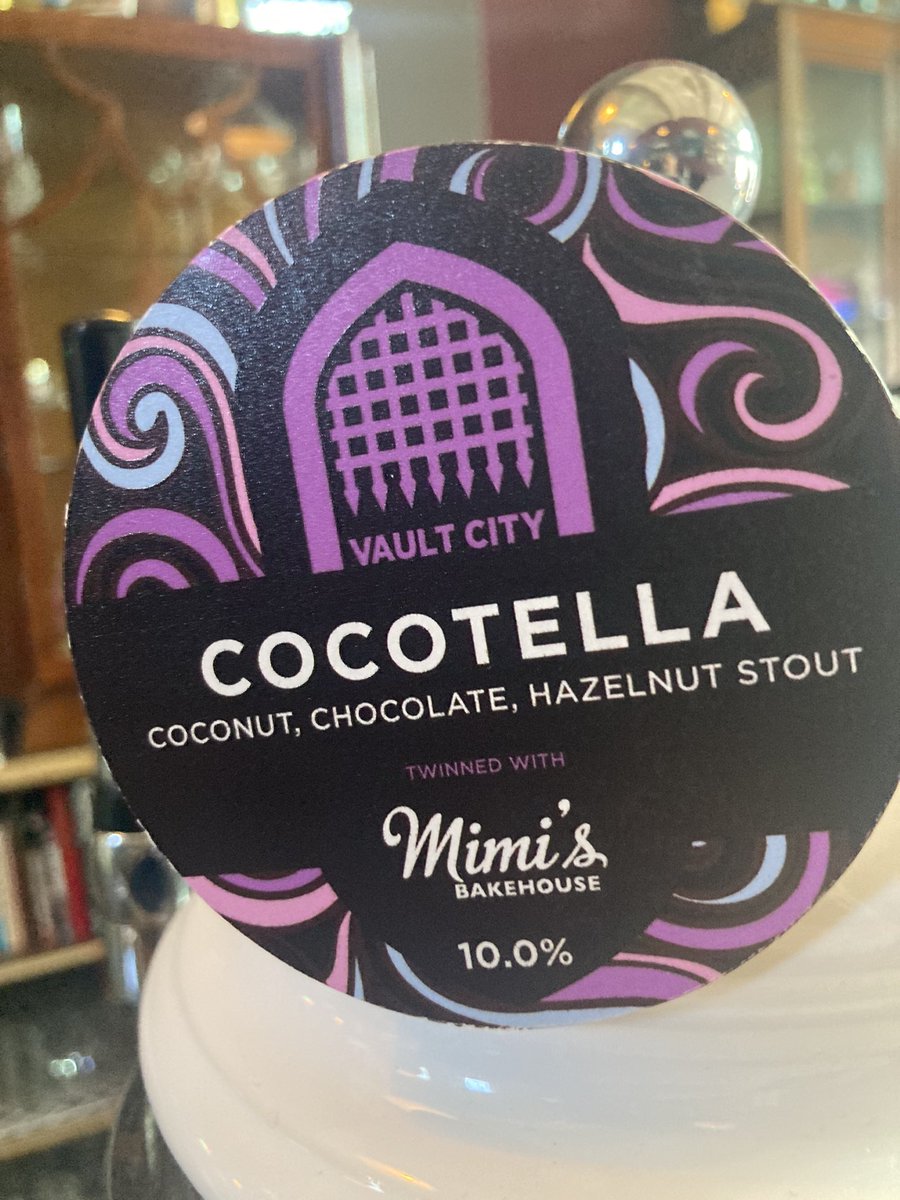 VAULT CITY
COCOTELLA
COCONUT, CHOCOLATE, HAZELNUT STOUT
TWINNED WITH
Mimi's
BAKEHOUSE
10.0%